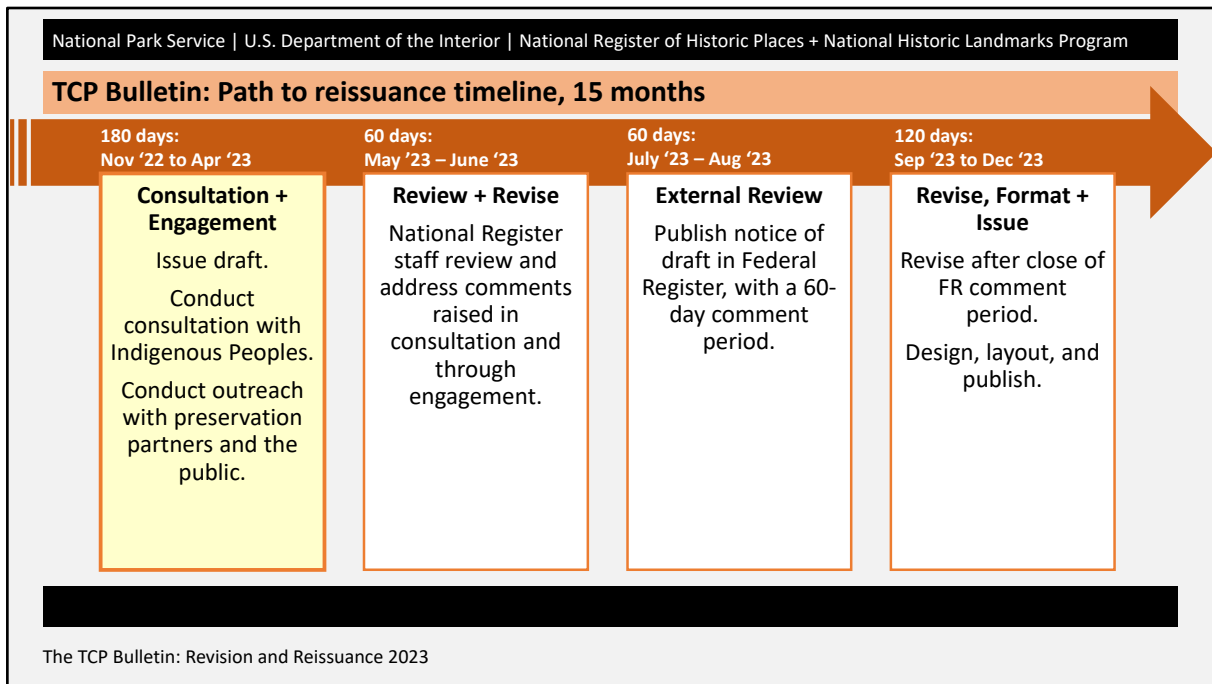 National Park Service | U.S. Department of the Interior | National Register of Historic Places + National Historic Landmarks Program
TCP Bulletin: Path to reissuance timeline, 15 months
180 days:
Nov ‘22 to Apr ‘23
Consultation +
Engagement
Issue draft.
Conduct
consultation with
Indigenous Peoples.
Conduct outreach
with preservation
partners and the
public.
60 days:
May ‘23 – June ‘23
Review + Revise
National Register
staff review and
address comments
raised in
consultation and
through
engagement.
60 days:
July ‘23 – Aug ‘23
External Review
Publish notice of
draft in Federal
Register, with a 60-
day comment
period.
120 days:
Sep ‘23 to Dec ‘23
Revise, Format +
Issue
Revise after close of
FR comment
period.
Design, layout, and
publish.
The TCP Bulletin: Revision and Reissuance 2023